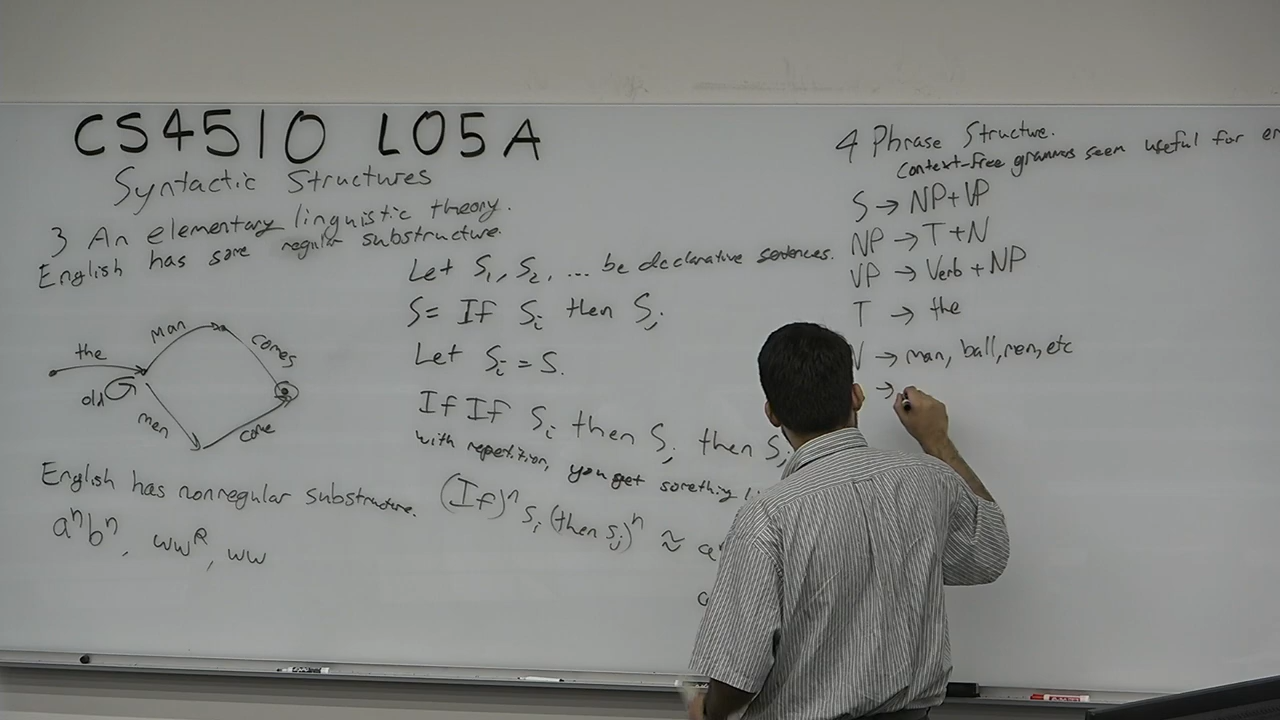 CS4510 L05A
Syntactic Structures
3 An elementary linguistic theory.
English has some regular substructure.
the
old
man
comes
men
come
English has nonregular substructure.
aⁿbⁿ, wwᴿ, ww
Let S₁, S₂, ... be declarative sentences.
S = If Sᵢ then Sⱼ
Let Sᵢ = S.
If If Sᵢ then Sⱼ then Sⱼ
with repetition, you get something
(If)ⁿ Sᵢ (then Sⱼ)ⁿ ≈ a
4 Phrase Structure.
context-free grammars seem useful for
S → NP+VP
NP → T+N
VP → Verb + NP
T → the
N → man, ball, men, etc
→